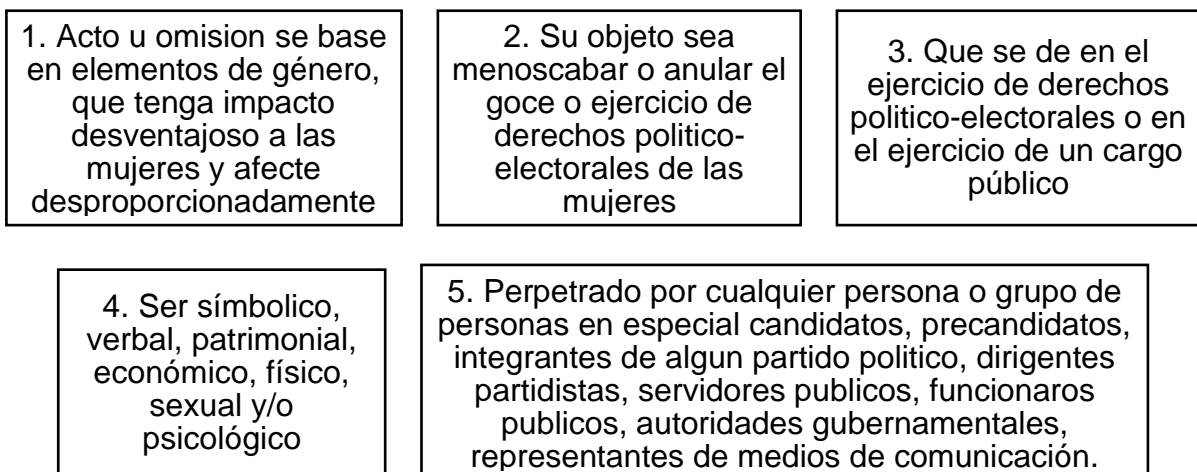 1. Acto u omision se base
en elementos de género,
que tenga impacto
desventajoso a las
mujeres y afecte
desproporcionadamente
2. Su objeto sea
menoscabar o anular el
goce o ejercicio de
derechos politico-
electorales de las
mujeres
3. Que se de en el
ejercicio de derechos
politico-electorales o en
el ejercicio de un cargo
público
4. Ser símbolico,
verbal, patrimonial,
económico, físico,
sexual y/o
psicológico
5. Perpetrado por cualquier persona o grupo de
personas en especial candidatos, precandidatos,
integrantes de algun partido politico, dirigentes
partidistas, servidores publicos, funcionaros
publicos, autoridades gubernamentales,
representantes de medios de comunicación.